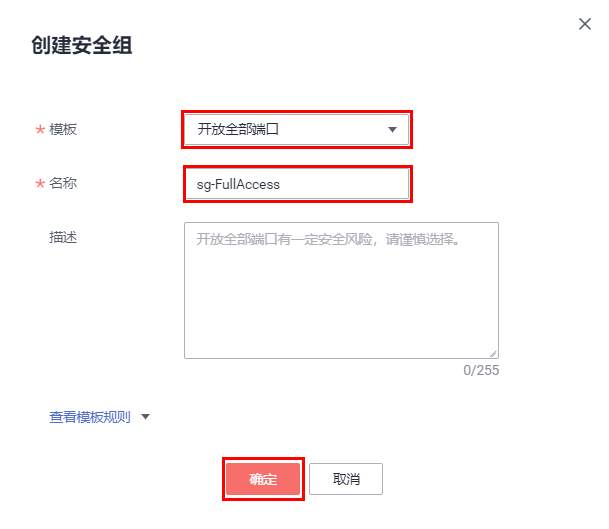 创建安全组
* 模板
开放全部端口
* 名称
sg-FullAccess
描述
开放全部端口有一定安全风险，请谨慎选择。
0/255
查看模板规则
确定
取消